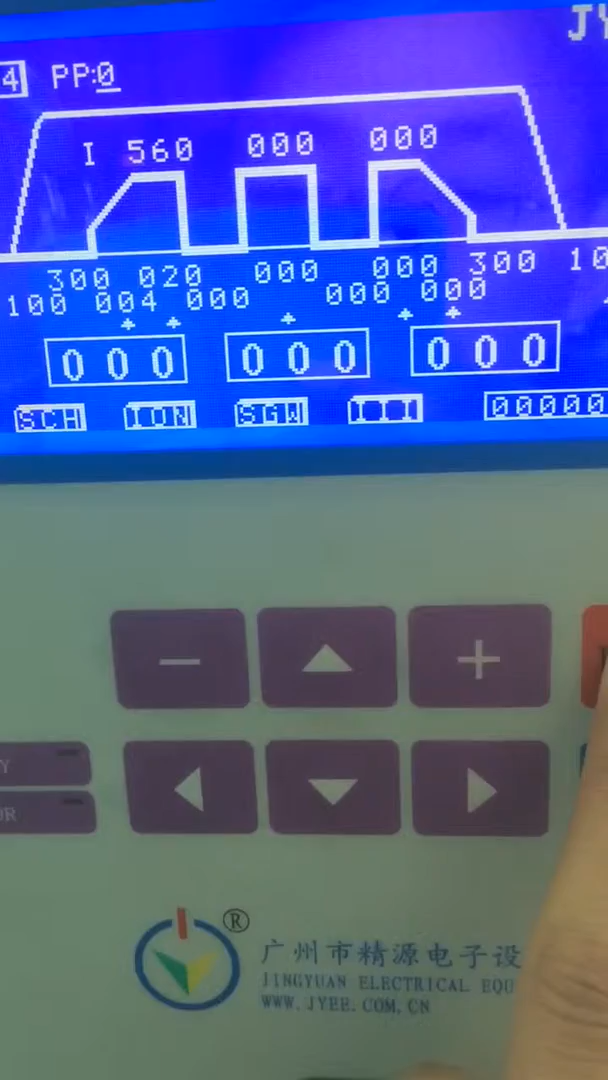 JY
4 PP:0
I 560 000 000
300 020 000 000 300 10
100 004 000 000 000
000 000 000
SCH ION SGW III 00000
− +
Y
OR
®
广州市精源电子设
JINGYUAN ELECTRICAL EQU
WWW.JYEE.COM.CN